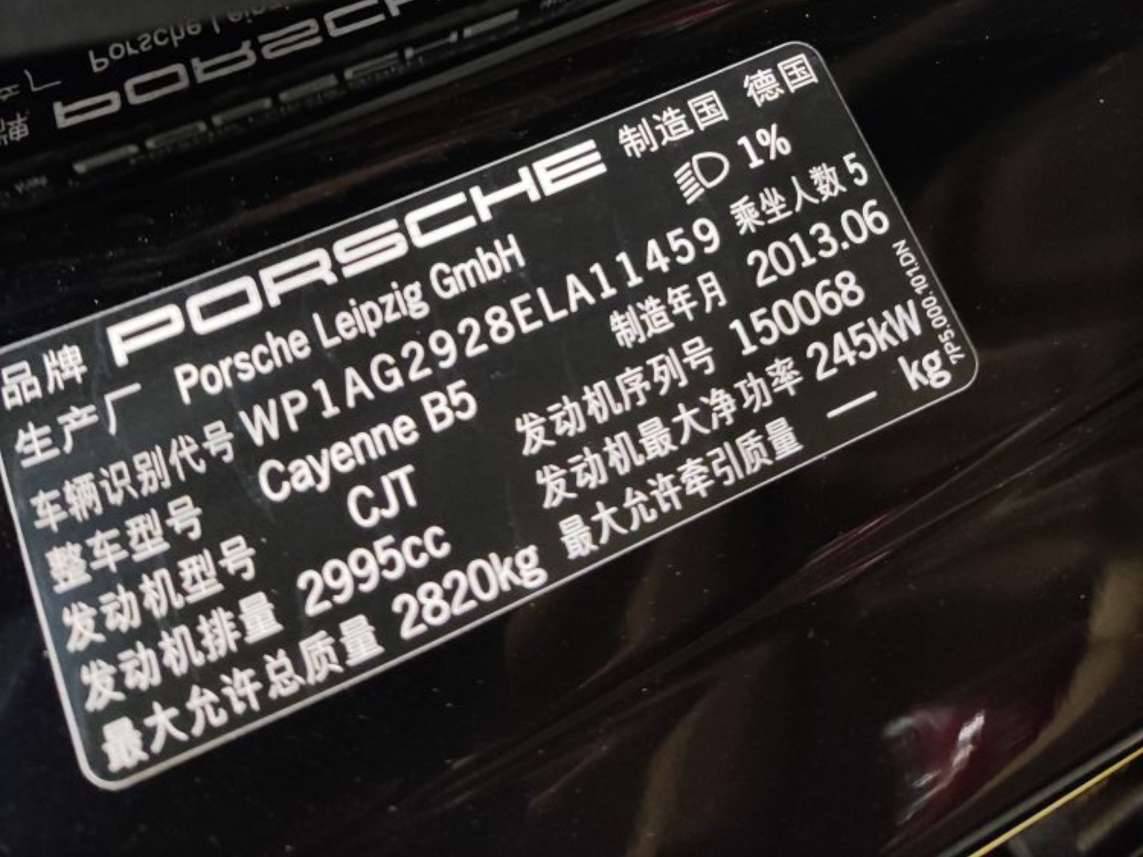 品牌 PORSCHE 制造国 德国
生产厂 Porsche Leipzig GmbH 1%
车辆识别代号 WP1AG2928ELA11459 乘坐人数 5
整车型号 Cayenne B5 制造年月 2013.06
发动机型号 CJT 发动机序列号 150068
发动机排量 2995cc 发动机最大净功率 245kW
最大允许总质量 2820kg 最大允许牵引质量 — kg
7P5.000.101.DN